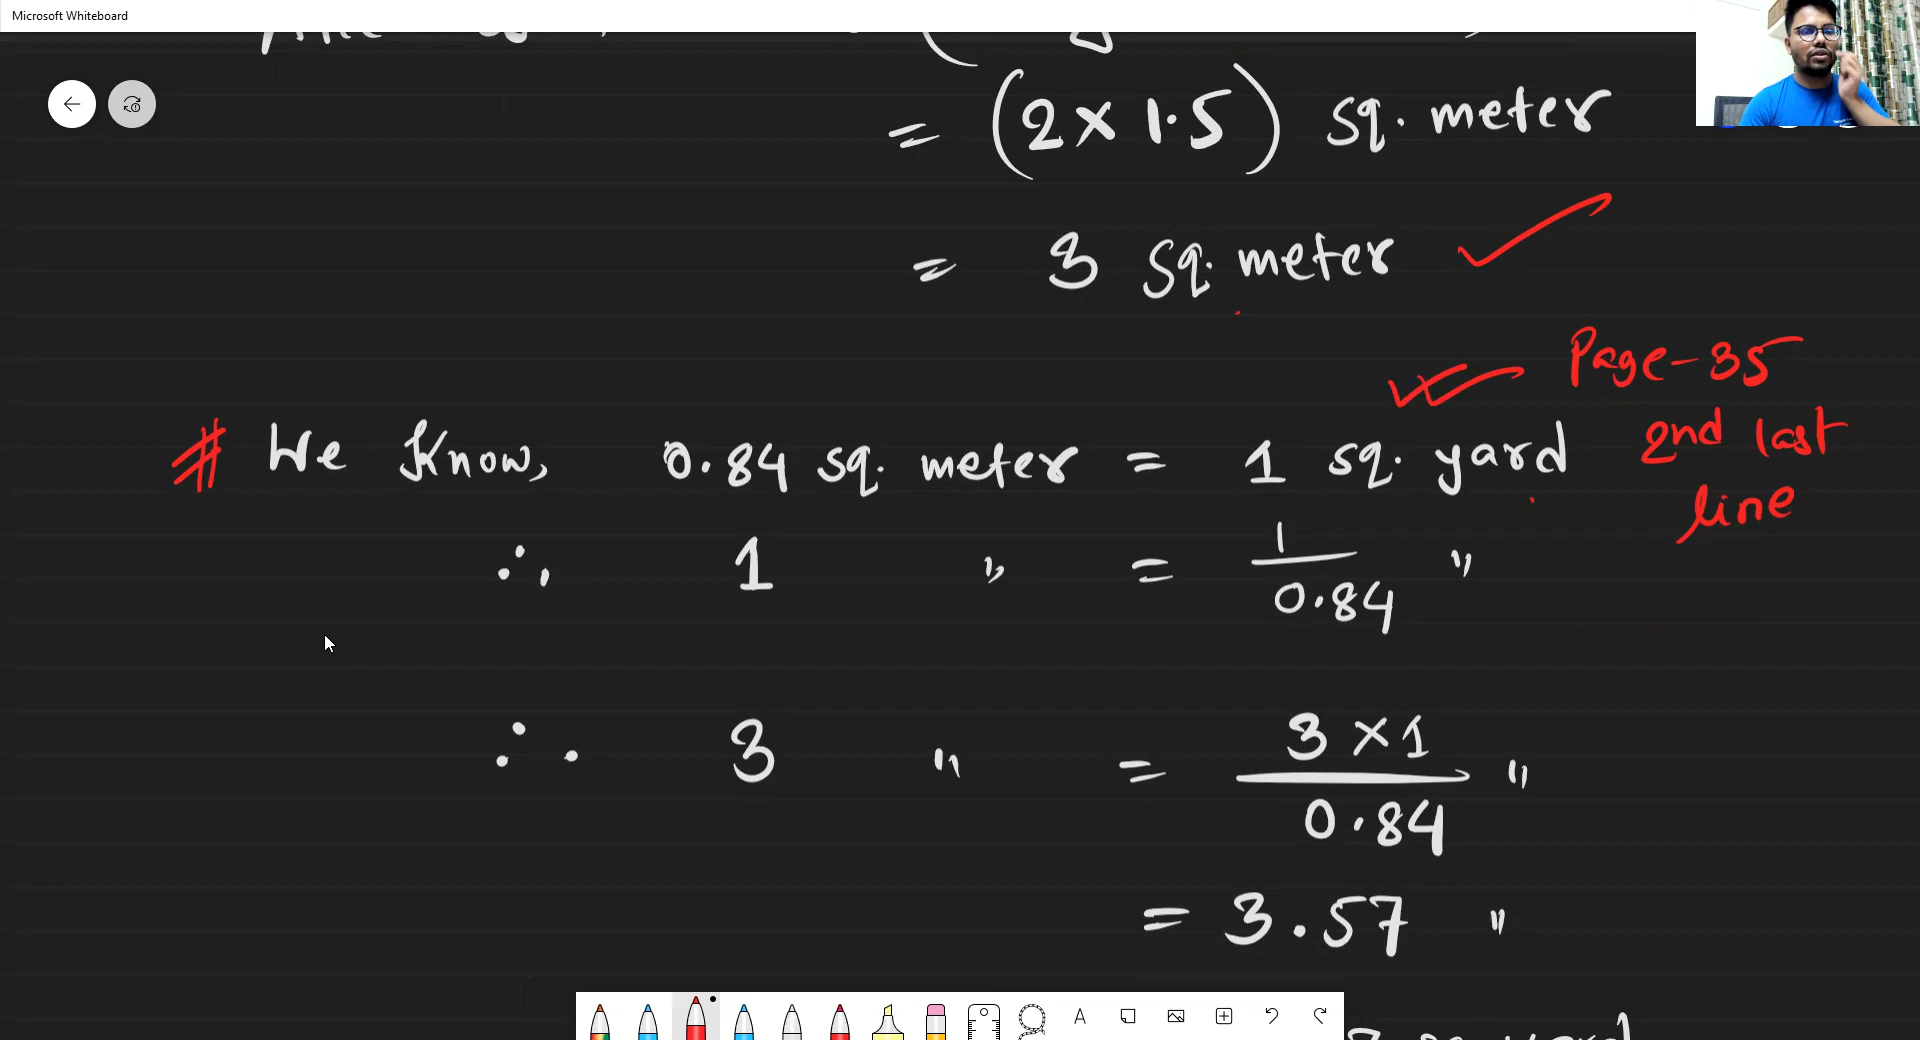 Microsoft Whiteboard
= (2 × 1.5) sq. meter
= 3 sq. meter
Page-35
2nd last
line
# We Know, 0.84 sq. meter = 1 sq. yard
∴ 1 " = 1/0.84 "
∴ 3 " = 3 × 1/0.84 "
= 3.57 "
A